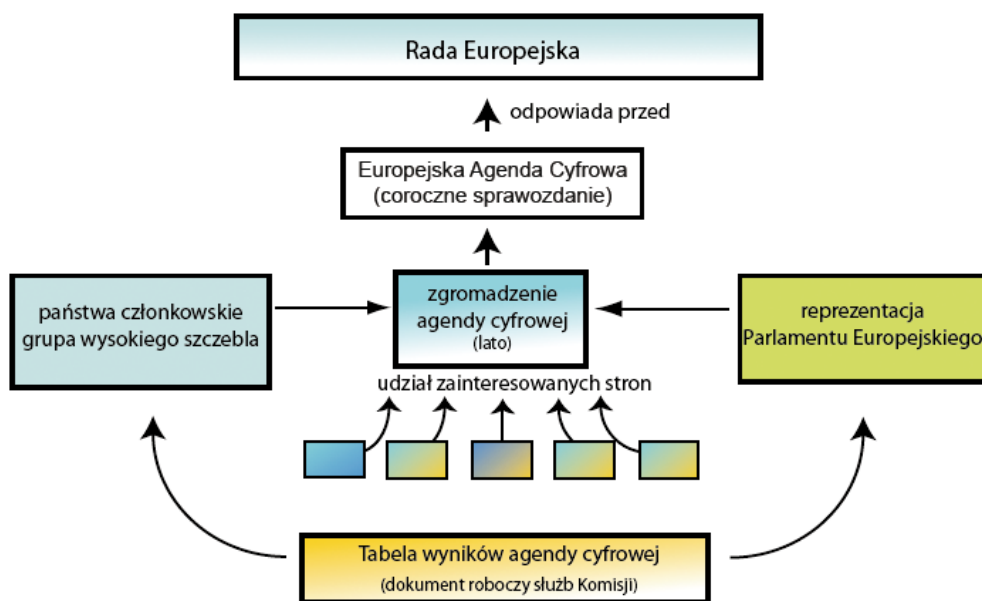 Rada Europejska
odpowiada przed
Europejska Agenda Cyfrowa
(coroczne sprawozdanie)
państwa członkowskie
grupa wysokiego szczebla
zgromadzenie
agendy cyfrowej
(lato)
reprezentacja
Parlamentu Europejskiego
udział zainteresowanych stron
Tabela wyników agendy cyfrowej
(dokument roboczy służb Komisji)